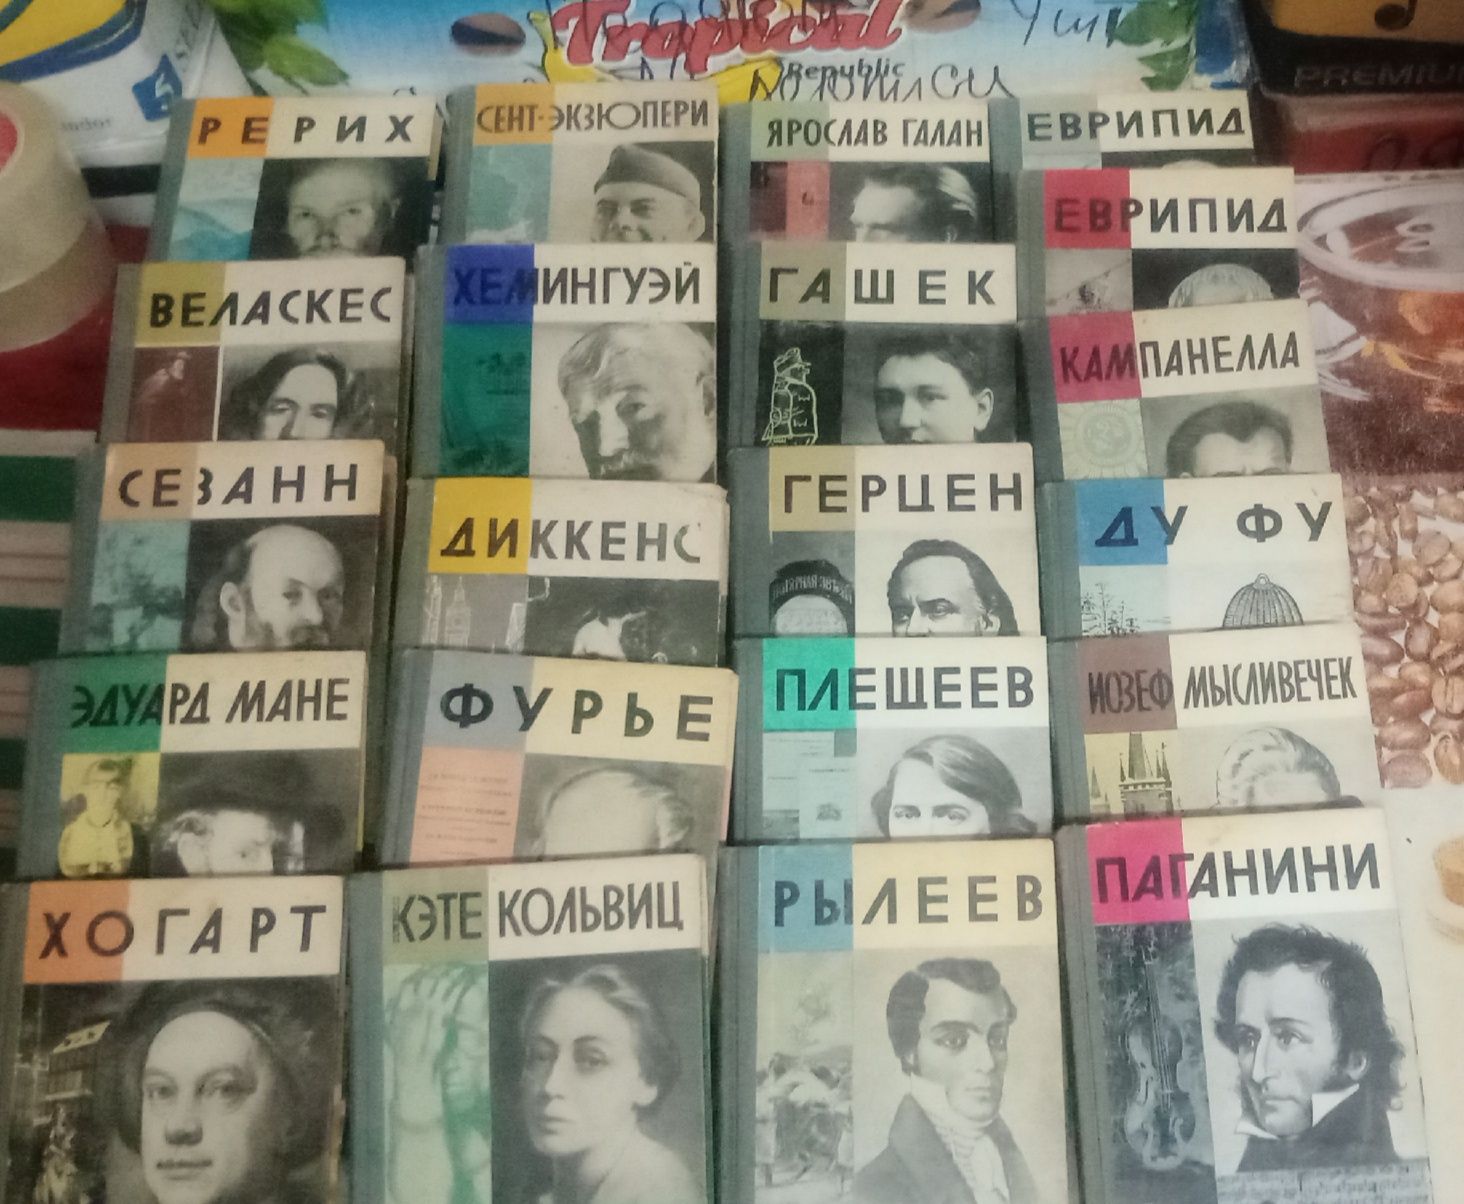 Tropical
Republic
PREMIUM
РЕРИХ
СЕНТ-ЭКЗЮПЕРИ
ЯРОСЛАВ ГАЛАН
ЕВРИПИД
ВЕЛАСКЕС
ХЕМИНГУЭЙ
ГАШЕК
ЕВРИПИД
СЕЗАНН
ДИККЕНС
ГЕРЦЕН
КАМПАНЕЛЛА
ЭДУАРД МАНЕ
ФУРЬЕ
ПЛЕЩЕЕВ
ДУ ФУ
ХОГАРТ
КЭТЕ КОЛЬВИЦ
РЫЛЕЕВ
ИОЗЕФ МЫСЛИВЕЧЕК
ПАГАНИНИ